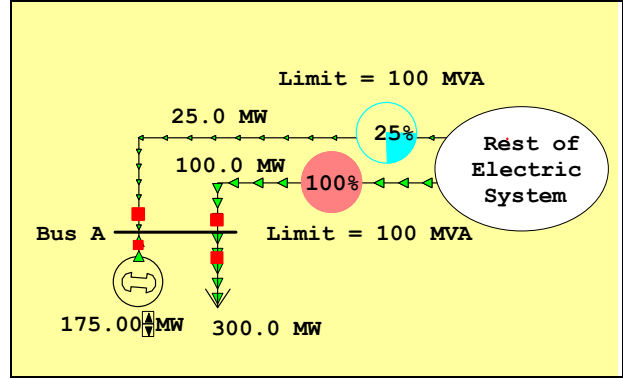 Limit = 100 MVA
25.0 MW
25%
Rest of
Electric
System
100.0 MW
100%
Bus A
Limit = 100 MVA
175.00 MW
300.0 MW